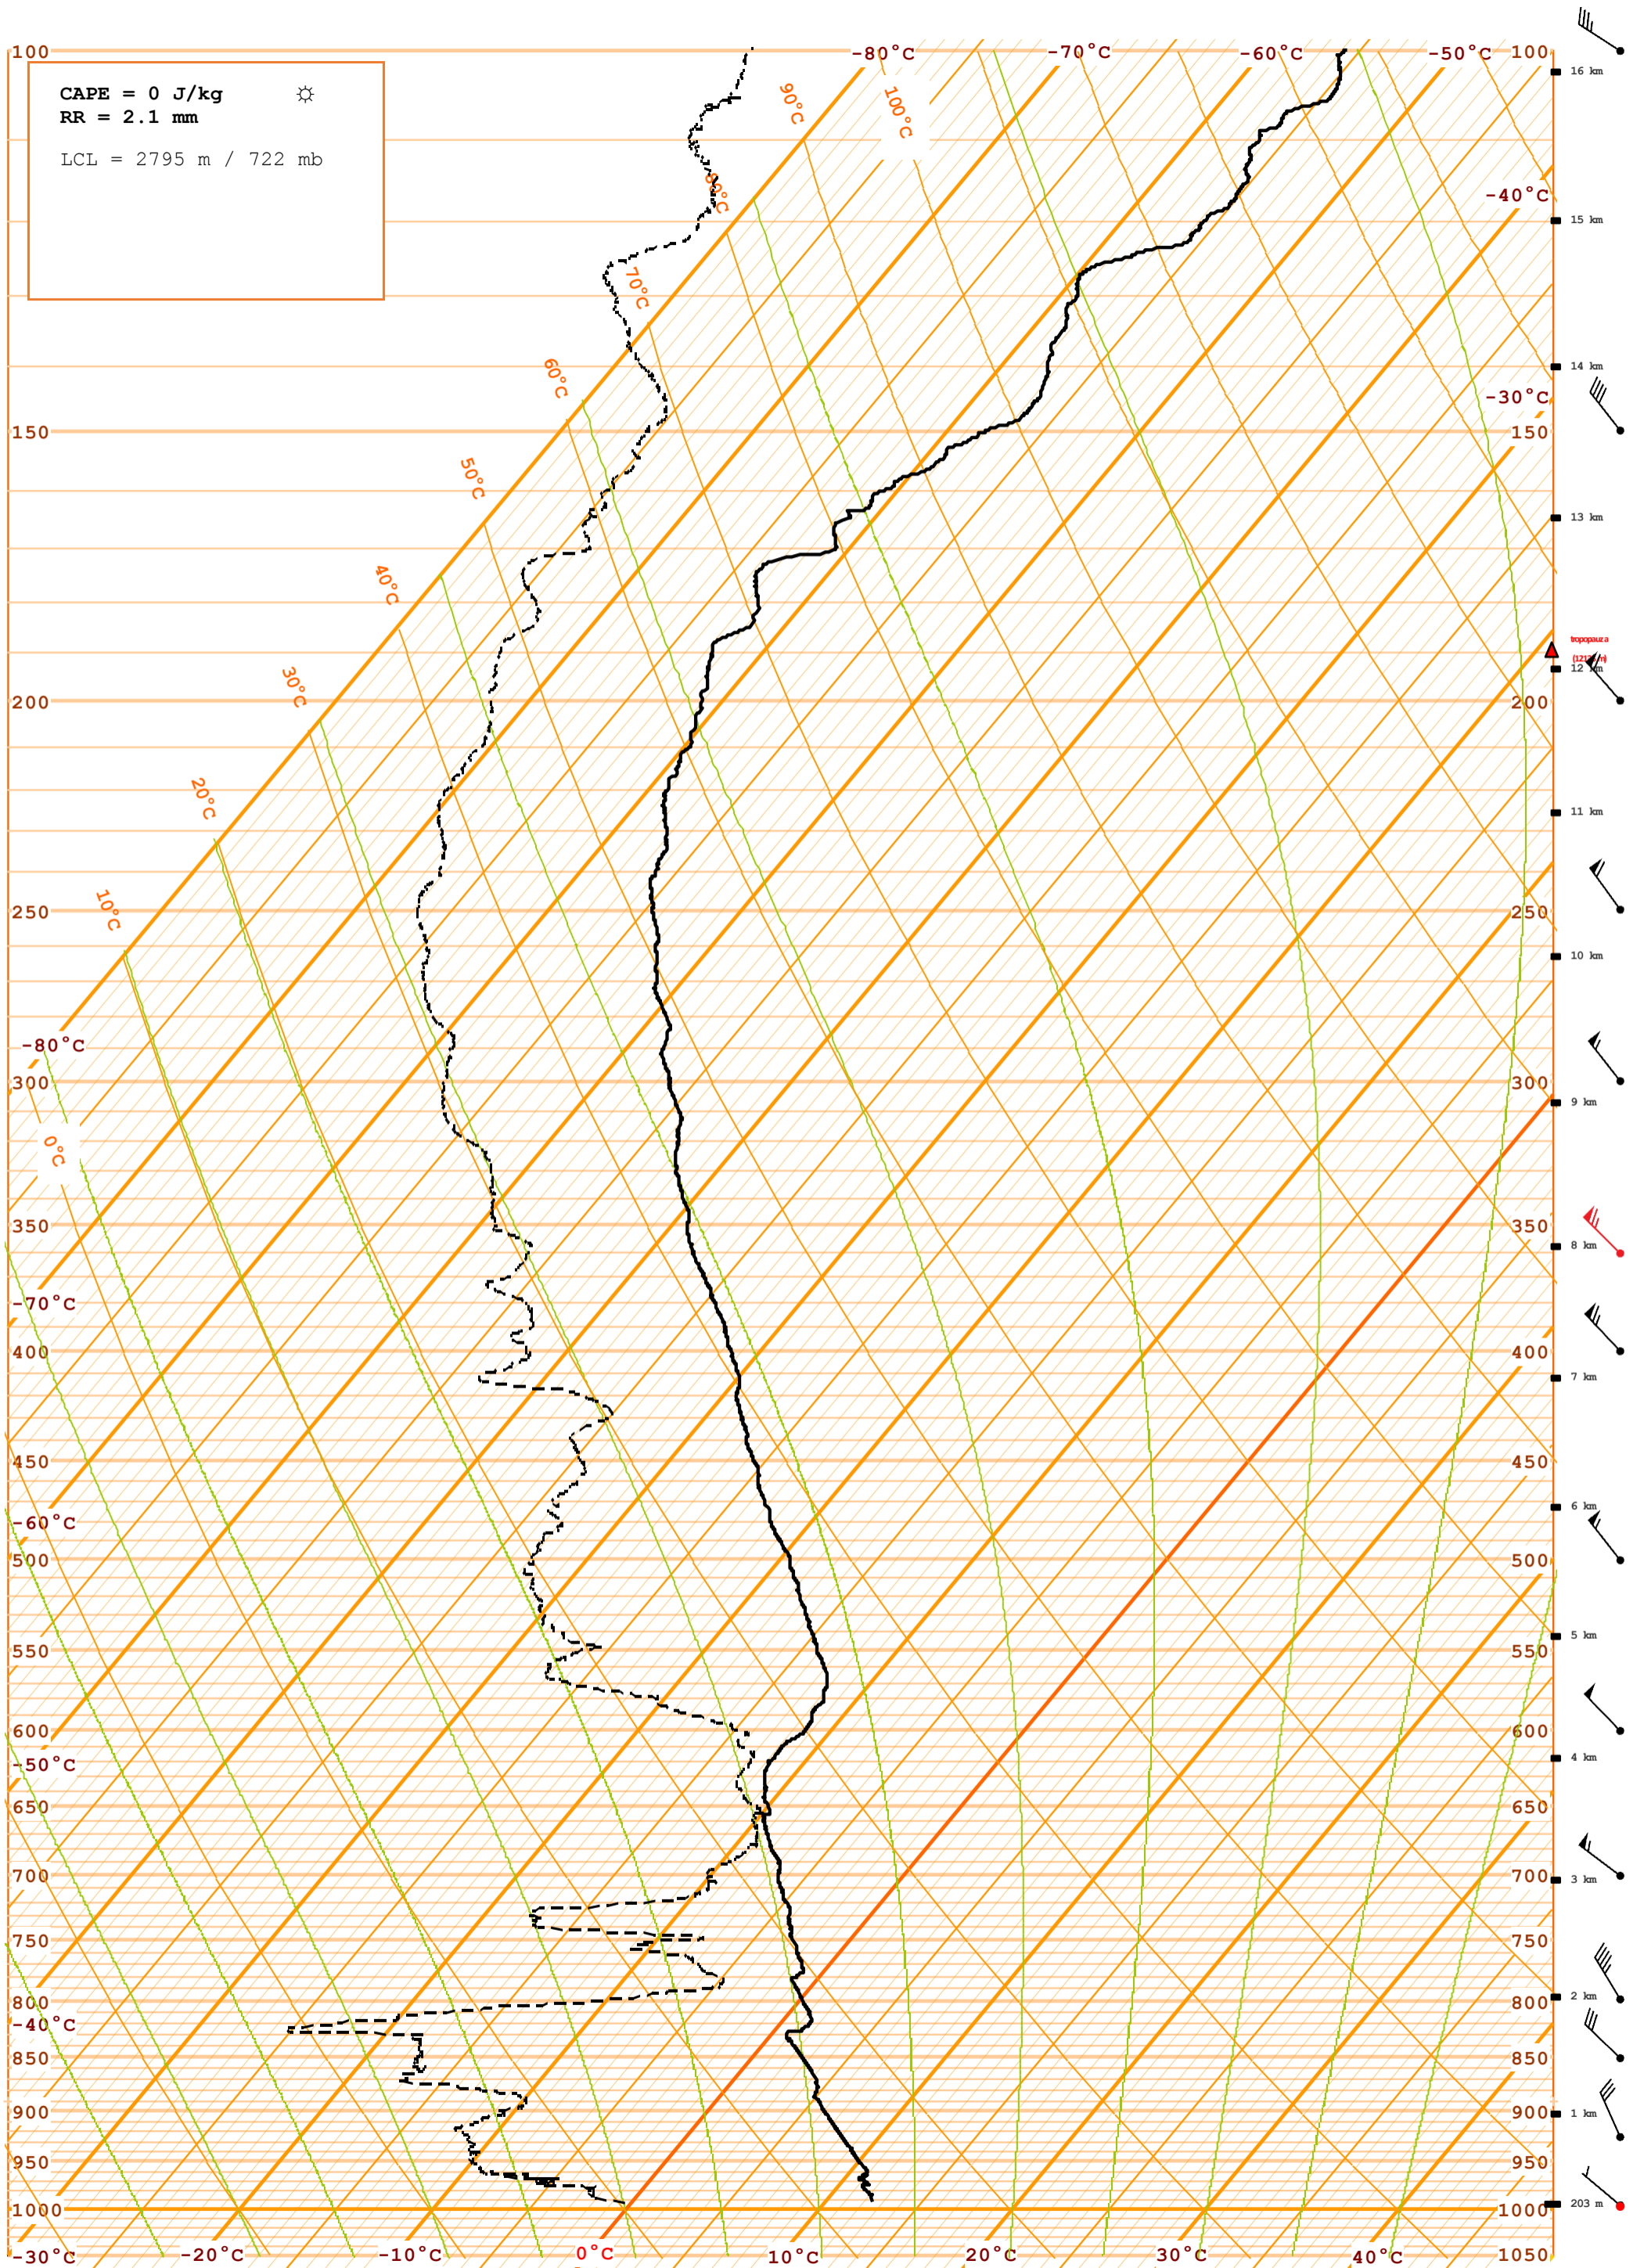 100 -80°C -70°C -60°C -50°C 100
16 km
CAPE = 0 J/kg ☼
RR = 2.1 mm
LCL = 2795 m / 722 mb
90°C
100°C
80°C
-40°C
15 km
70°C
14 km
60°C
-30°C
150 150
50°C
13 km
40°C
tropopauza
12 km
30°C
200 200
20°C
11 km
10°C
250 250
10 km
-80°C
300 300
9 km
0°C
350 350
8 km
-70°C
400 400
7 km
450 450
6 km
-60°C
500 500
5 km
550 550
600 600
4 km
-50°C
650 650
700 700
3 km
750 750
2 km
800 800
-40°C
850 850
900 900
1 km
950 950
203 m
1000 1000
-30°C -20°C -10°C 0°C 10°C 20°C 30°C 40°C 1050